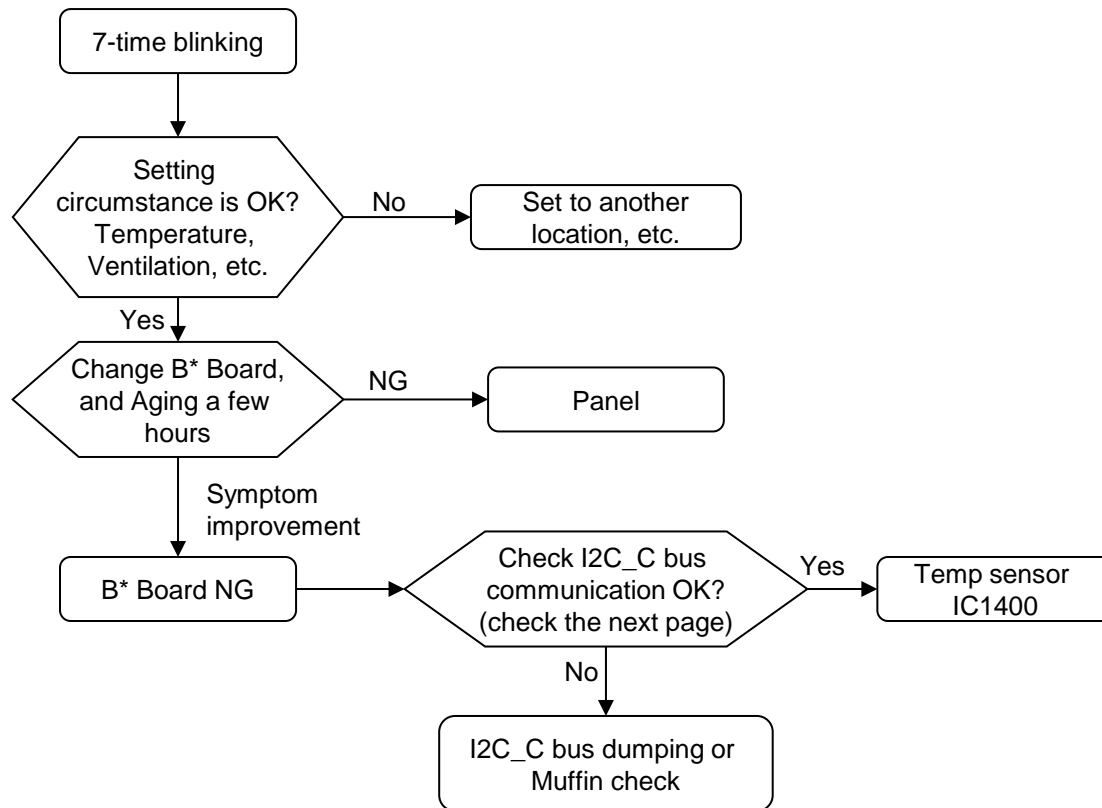 7-time blinking
Setting
circumstance is OK?
Temperature,
Ventilation, etc.
No
Set to another
location, etc.
Yes
Change B* Board,
and Aging a few
hours
NG
Panel
Symptom
improvement
B* Board NG
Check I2C_C bus
communication OK?
(check the next page)
Yes
Temp sensor
IC1400
No
I2C_C bus dumping or
Muffin check